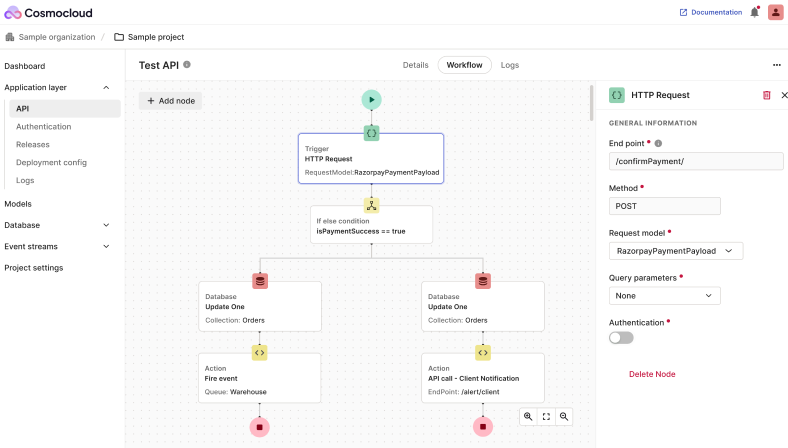 Cosmocloud
Documentation
Sample organization / Sample project
Dashboard
Application layer
API
Authentication
Releases
Deployment config
Logs
Models
Database
Event streams
Project settings
Test API
Details Workflow Logs
+ Add node
Trigger
HTTP Request
RequestModel:RazorpayPaymentPayload
If else condition
isPaymentSuccess == true
Database
Update One
Collection: Orders
Database
Update One
Collection: Orders
Action
Fire event
Queue: Warehouse
Action
API call - Client Notification
EndPoint: /alert/client
HTTP Request
GENERAL INFORMATION
End point
/confirmPayment/
Method
POST
Request model
RazorpayPaymentPayload
Query parameters
None
Authentication
Delete Node